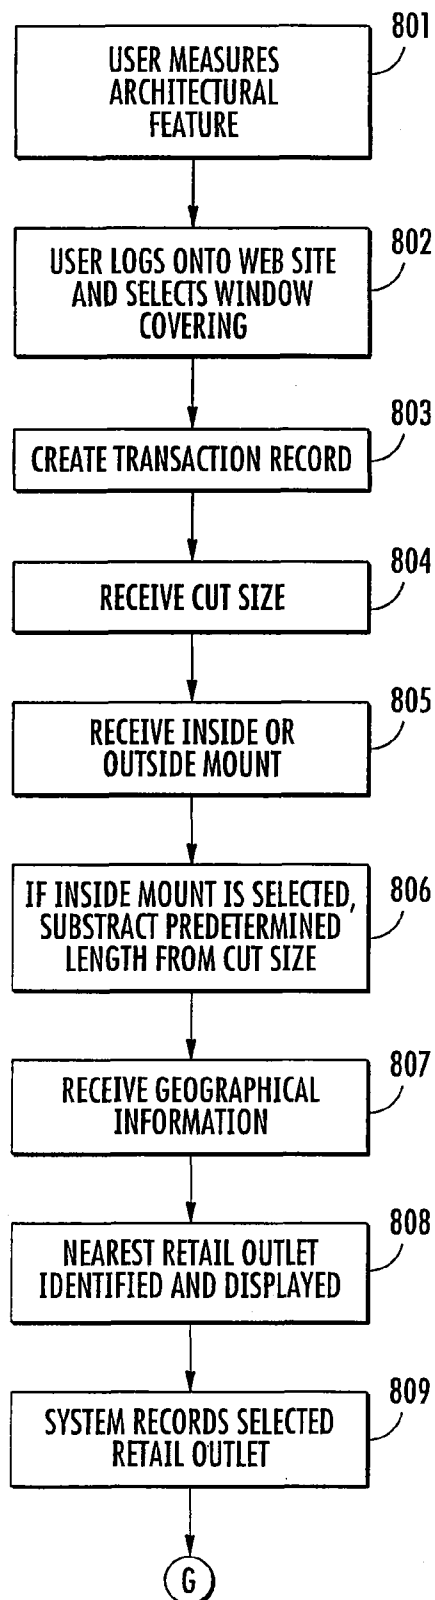 801
USER MEASURES
ARCHITECTURAL
FEATURE
802
USER LOGS ONTO WEB SITE
AND SELECTS WINDOW
COVERING
803
CREATE TRANSACTION RECORD
804
RECEIVE CUT SIZE
805
RECEIVE INSIDE OR
OUTSIDE MOUNT
806
IF INSIDE MOUNT IS SELECTED,
SUBSTRACT PREDETERMINED
LENGTH FROM CUT SIZE
807
RECEIVE GEOGRAPHICAL
INFORMATION
808
NEAREST RETAIL OUTLET
IDENTIFIED AND DISPLAYED
809
SYSTEM RECORDS SELECTED
RETAIL OUTLET
G